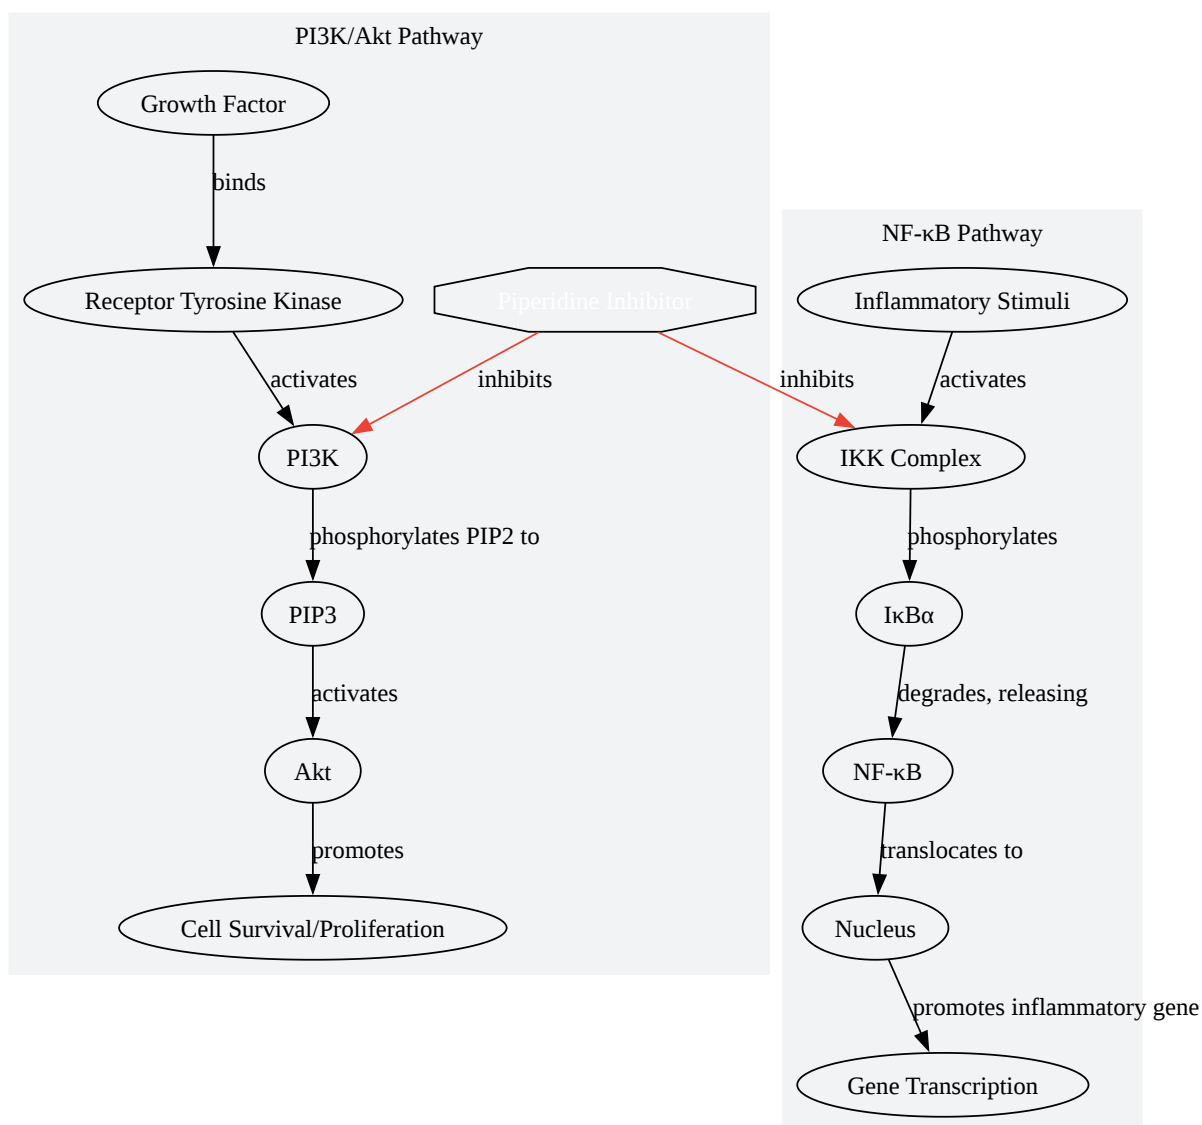 PI3K/Akt Pathway
Growth Factor
binds
Receptor Tyrosine Kinase
Piperidine Inhibitor
activates
inhibits
PI3K
phosphorylates PIP2 to
PIP3
activates
Akt
promotes
Cell Survival/Proliferation
NF-κB Pathway
Inflammatory Stimuli
inhibits
activates
IKK Complex
phosphorylates
IκBα
degrades, releasing
NF-κB
translocates to
Nucleus
promotes inflammatory gene
Gene Transcription